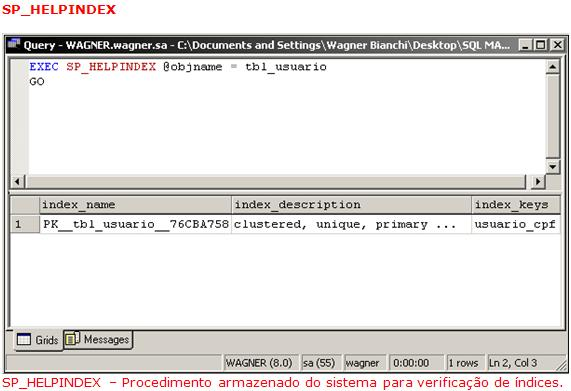 SP_HELPINDEX
Query - WAGNER.wagner.sa - C:\Documents and Settings\Wagner Bianchi\Desktop\SQL MA...
EXEC SP_HELPINDEX @objname = tbl_usuario
GO
index_name index_description index_keys
1 PK__tbl_usuario__76CBA758 clustered, unique, primary ... usuario_cpf
Grids Messages
WAGNER (8.0) sa (55) wagner 0:00:00 1 rows Ln 2, Col 3
SP_HELPINDEX – Procedimento armazenado do sistema para verificação de índices.